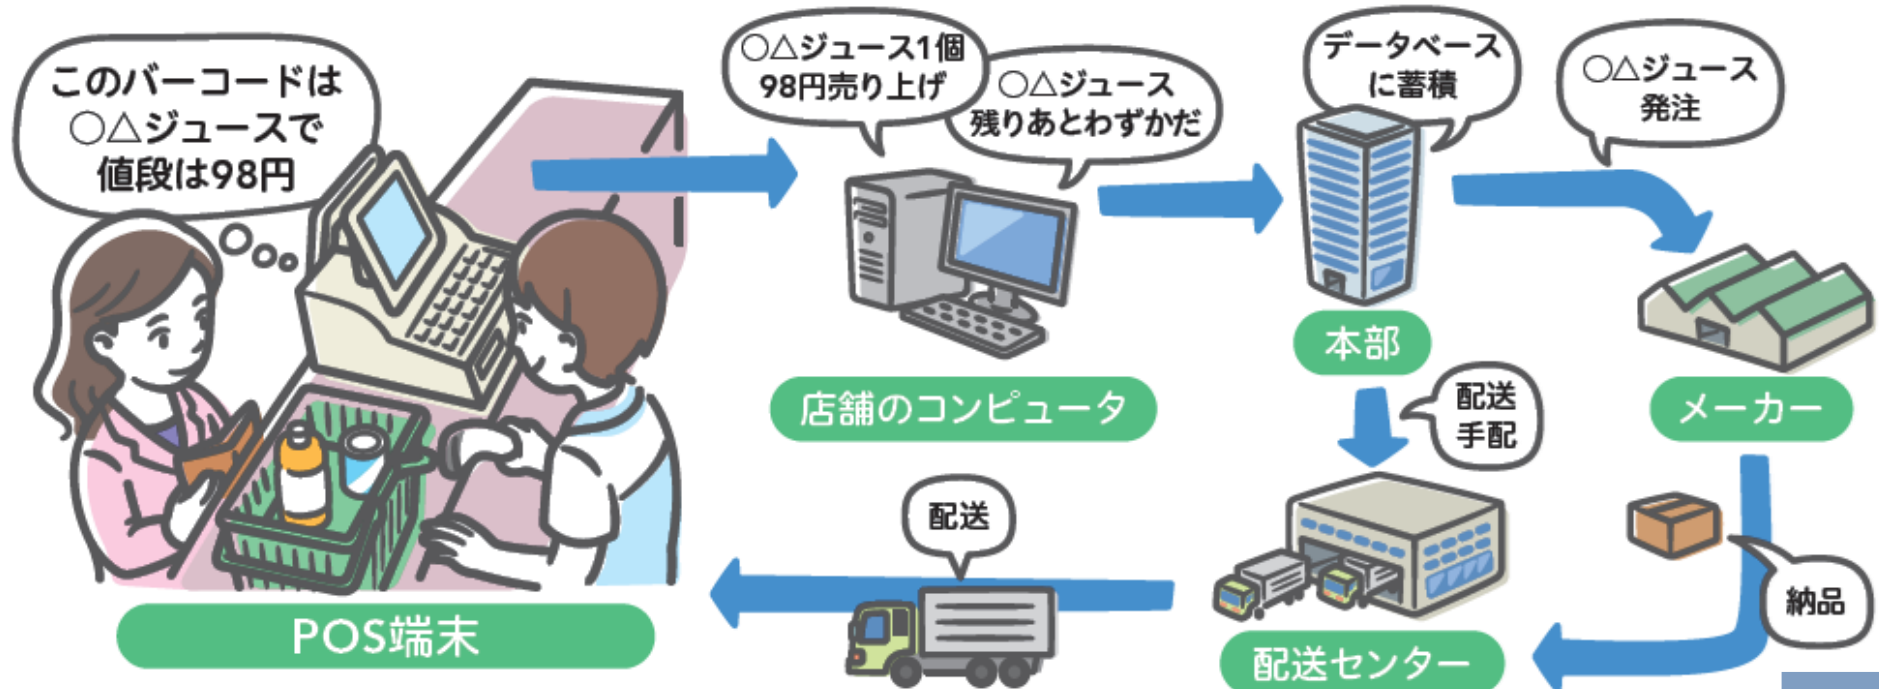 このバーコードは
○△ジュースで
値段は98円
POS端末
○△ジュース1個
98円売り上げ
○△ジュース
残りあとわずかだ
店舗のコンピュータ
データベース
に蓄積
本部
○△ジュース
発注
メーカー
配送
手配
納品
配送センター
配送